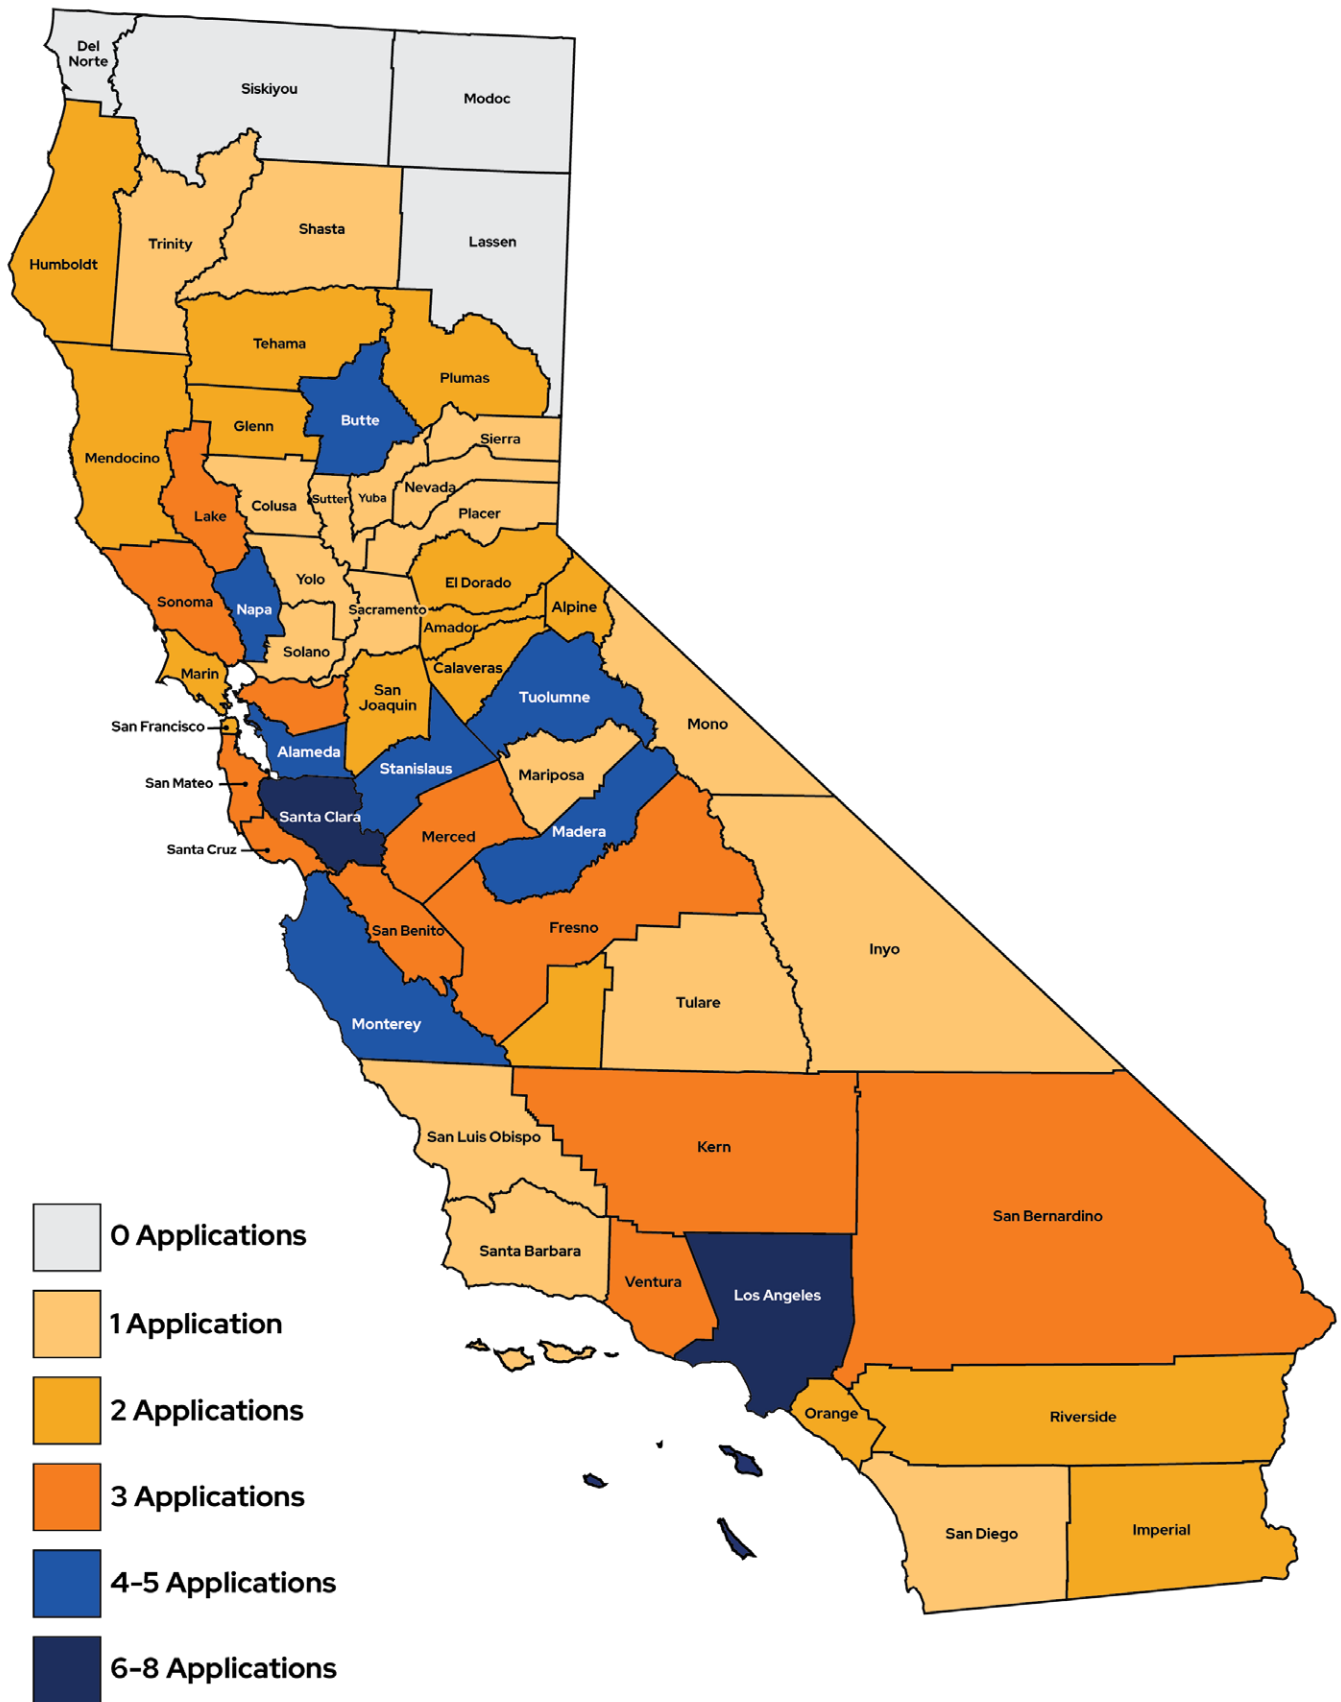 Del
Norte
Siskiyou
Modoc
Shasta
Lassen
Trinity
Humboldt
Tehama
Plumas
Butte
Glenn
Sierra
Mendocino
Nevada
Sutter
Yuba
Colusa
Placer
Lake
Yolo
El Dorado
Sonoma
Napa
Sacramento
Alpine
Amador
Solano
Calaveras
Marin
San
Joaquin
Tuolumne
San Francisco
Mono
Alameda
Stanislaus
Mariposa
San Mateo
Santa Clara
Merced
Madera
Santa Cruz
San Benito
Fresno
Inyo
Tulare
Monterey
San Luis Obispo
Kern
San Bernardino
Santa Barbara
Ventura
Los Angeles
Orange
Riverside
San Diego
Imperial
0 Applications
1 Application
2 Applications
3 Applications
4-5 Applications
6-8 Applications